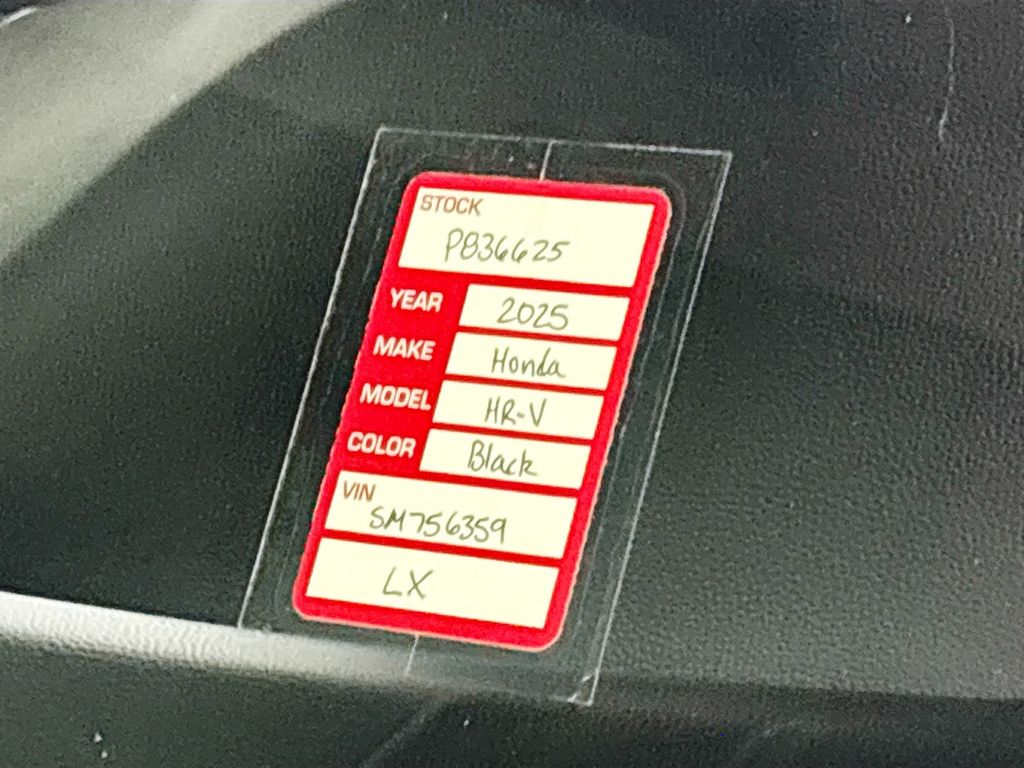 STOCK
PB36625
YEAR 2025
MAKE Honda
MODEL HR-V
COLOR Black
VIN
SM756359
LX